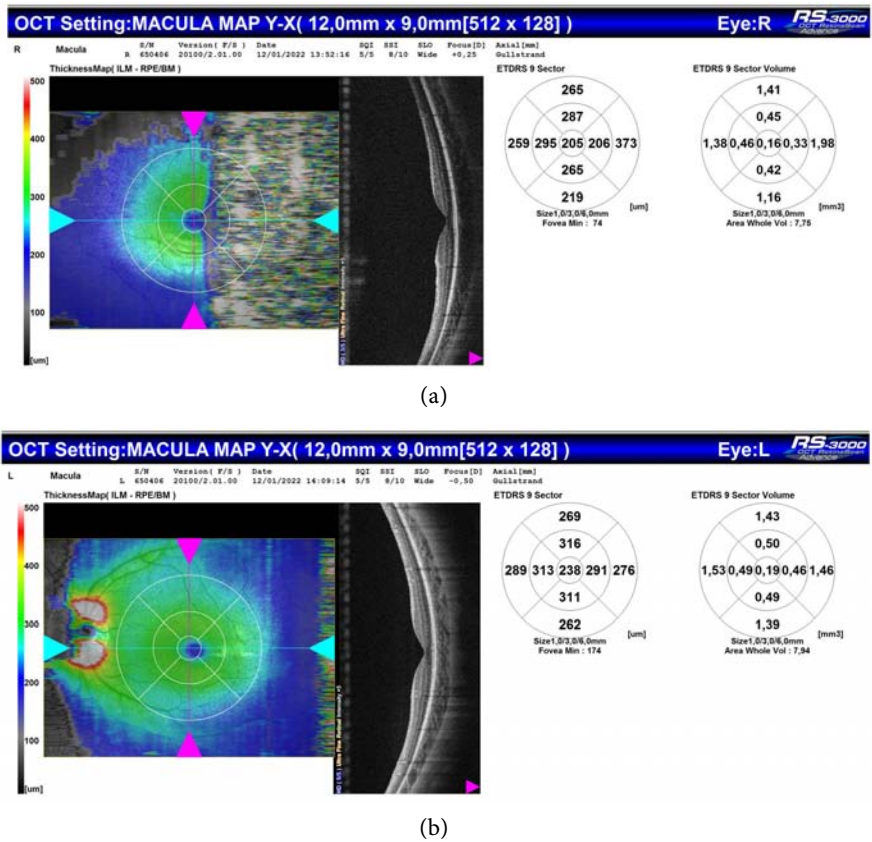 OCT Setting:MACULA MAP Y-X( 12,0mm x 9,0mm[512 x 128] ) Eye:R RS-3000
OCT RetinaScan
Advance
S/N Version( F/S ) Date SQI SSI SLO Focus[D] Axial[mm]
R Macula R 650406 20100/2.01.00 12/01/2022 13:52:16 5/5 8/10 Wide +0,25 Gullstrand
ThicknessMap( ILM - RPE/BM )
ETDRS 9 Sector
ETDRS 9 Sector Volume
500
400
300
200
100
[um]
265
287
259 295 205 206 373
265
219
[um]
Size1,0/3,0/6,0mm
Fovea Min : 74
1,41
0,45
1,38 0,46 0,16 0,33 1,98
0,42
1,16
[mm3]
Size1,0/3,0/6,0mm
Area Whole Vol : 7,75
(a)
OCT Setting:MACULA MAP Y-X( 12,0mm x 9,0mm[512 x 128] ) Eye:L RS-3000
OCT RetinaScan
Advance
S/N Version( F/S ) Date SQI SSI SLO Focus[D] Axial[mm]
L Macula L 650406 20100/2.01.00 12/01/2022 14:09:14 5/5 8/10 Wide -0,50 Gullstrand
ThicknessMap( ILM - RPE/BM )
ETDRS 9 Sector
ETDRS 9 Sector Volume
500
400
300
200
100
[um]
269
316
289 313 238 291 276
311
262
[um]
Size1,0/3,0/6,0mm
Fovea Min : 174
1,43
0,50
1,53 0,49 0,19 0,46 1,46
0,49
1,39
[mm3]
Size1,0/3,0/6,0mm
Area Whole Vol : 7,94
(b)